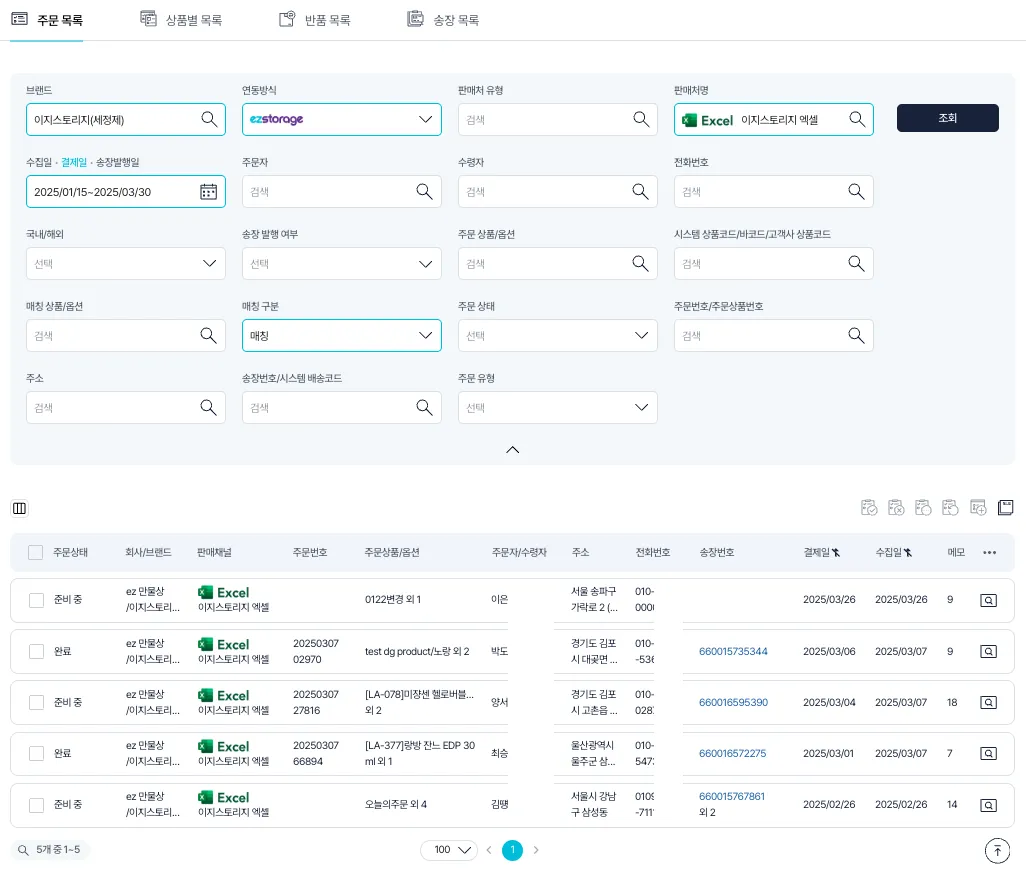 주문 목록
상품별 목록
반품 목록
송장 목록
브랜드
연동방식
판매처 유형
판매처명
이지스토리지(세정제)
ezstorage
검색
Excel 이지스토리지 엑셀
조회
수집일 · 결제일 · 송장발행일
주문자
수령자
전화번호
2025/01/15~2025/03/30
검색
검색
검색
국내/해외
송장 발행 여부
주문 상품/옵션
시스템 상품코드/바코드/고객사 상품코드
선택
선택
검색
검색
매칭 상품/옵션
매칭 구분
주문 상태
주문번호/주문상품번호
검색
매칭
선택
검색
주소
송장번호/시스템 배송코드
주문 유형
검색
검색
선택
주문상태
회사/브랜드
판매채널
주문번호
주문상품/옵션
주문자/수령자
주소
전화번호
송장번호
결제일
수집일
메모
준비 중
ez 만물상
/이지스토리...
Excel
이지스토리지 엑셀
0122변경 외 1
이은
서울 송파구
가락로 2 (...
010-
000
2025/03/26
2025/03/26
9
완료
ez 만물상
/이지스토리...
Excel
이지스토리지 엑셀
20250307
02970
test dg product/노랑 외 2
박도
경기도 김포
시 대곶면 ...
010-
-536
660015735344
2025/03/06
2025/03/07
9
준비 중
ez 만물상
/이지스토리...
Excel
이지스토리지 엑셀
20250307
27816
[LA-078]미쟝센 헬로버블...
외 2
양서
경기도 김포
시 고촌읍 ...
010-
028
660016595390
2025/03/04
2025/03/07
18
완료
ez 만물상
/이지스토리...
Excel
이지스토리지 엑셀
20250307
66894
[LA-377]랑방 잔느 EDP 30
ml 외 1
최승
울산광역시
울주군 삼...
010-
547
660016572275
2025/03/01
2025/03/07
7
준비 중
ez 만물상
/이지스토리...
Excel
이지스토리지 엑셀
오늘의주문 외 4
김땡
서울시 강남
구 삼성동
0109
-711
660015767861
외 2
2025/02/26
2025/02/26
14
5개 중 1~5
100
1